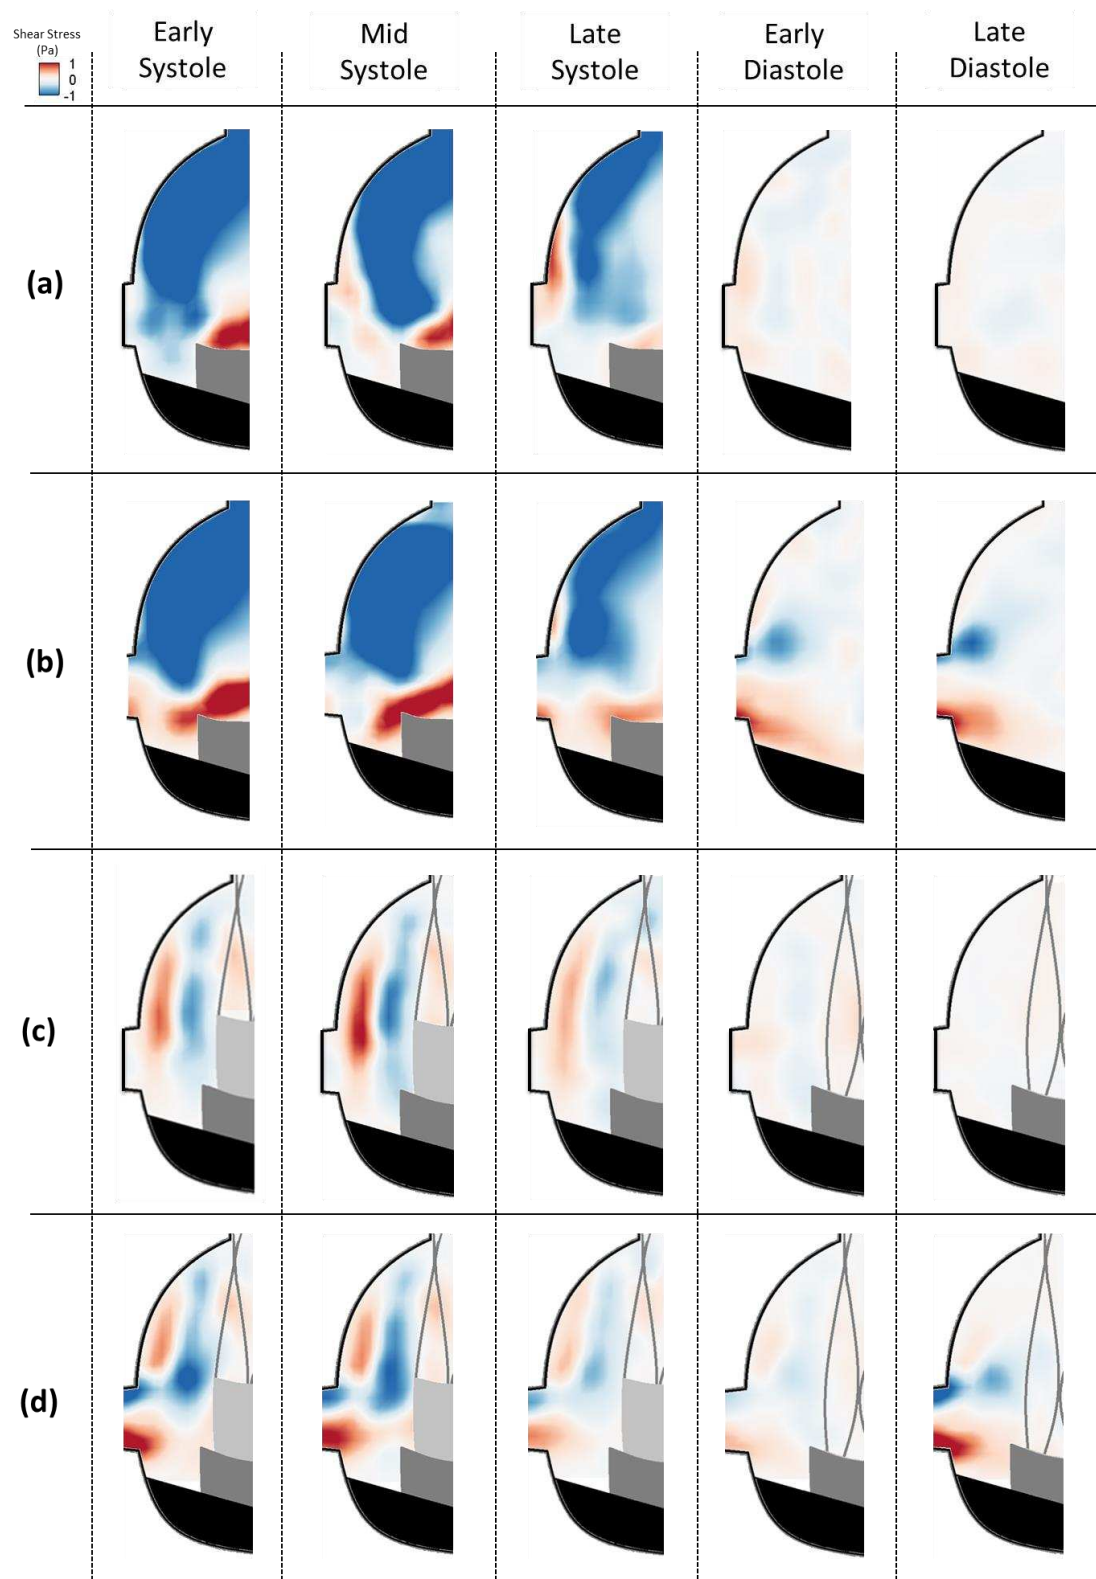 Shear Stress
(Pa)
1
0
-1
Early
Systole
Mid
Systole
Late
Systole
Early
Diastole
Late
Diastole
(a)
(b)
(c)
(d)